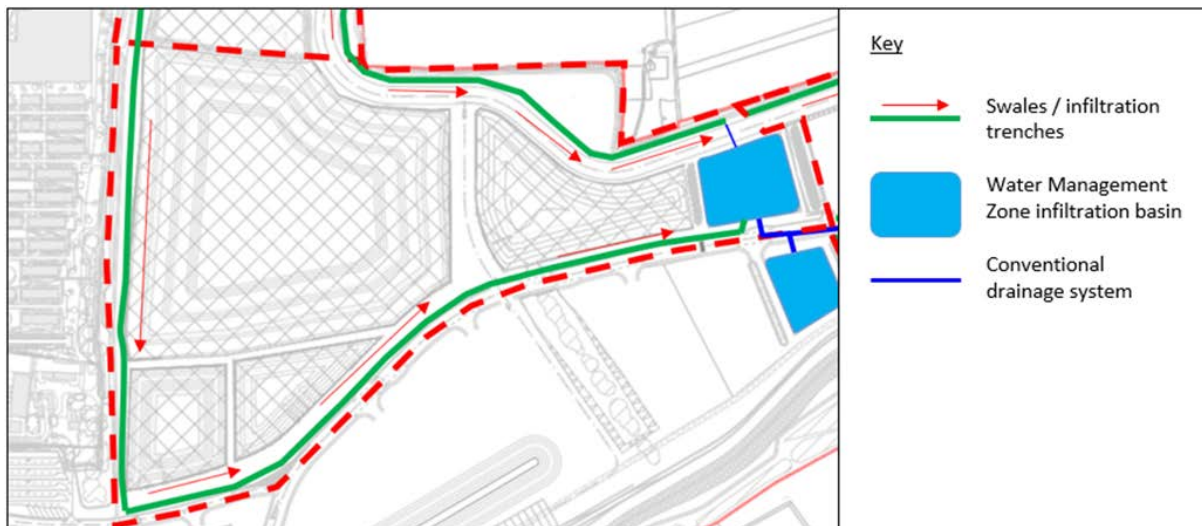 Key
Swales / infiltration
trenches
Water Management
Zone infiltration basin
Conventional
drainage system